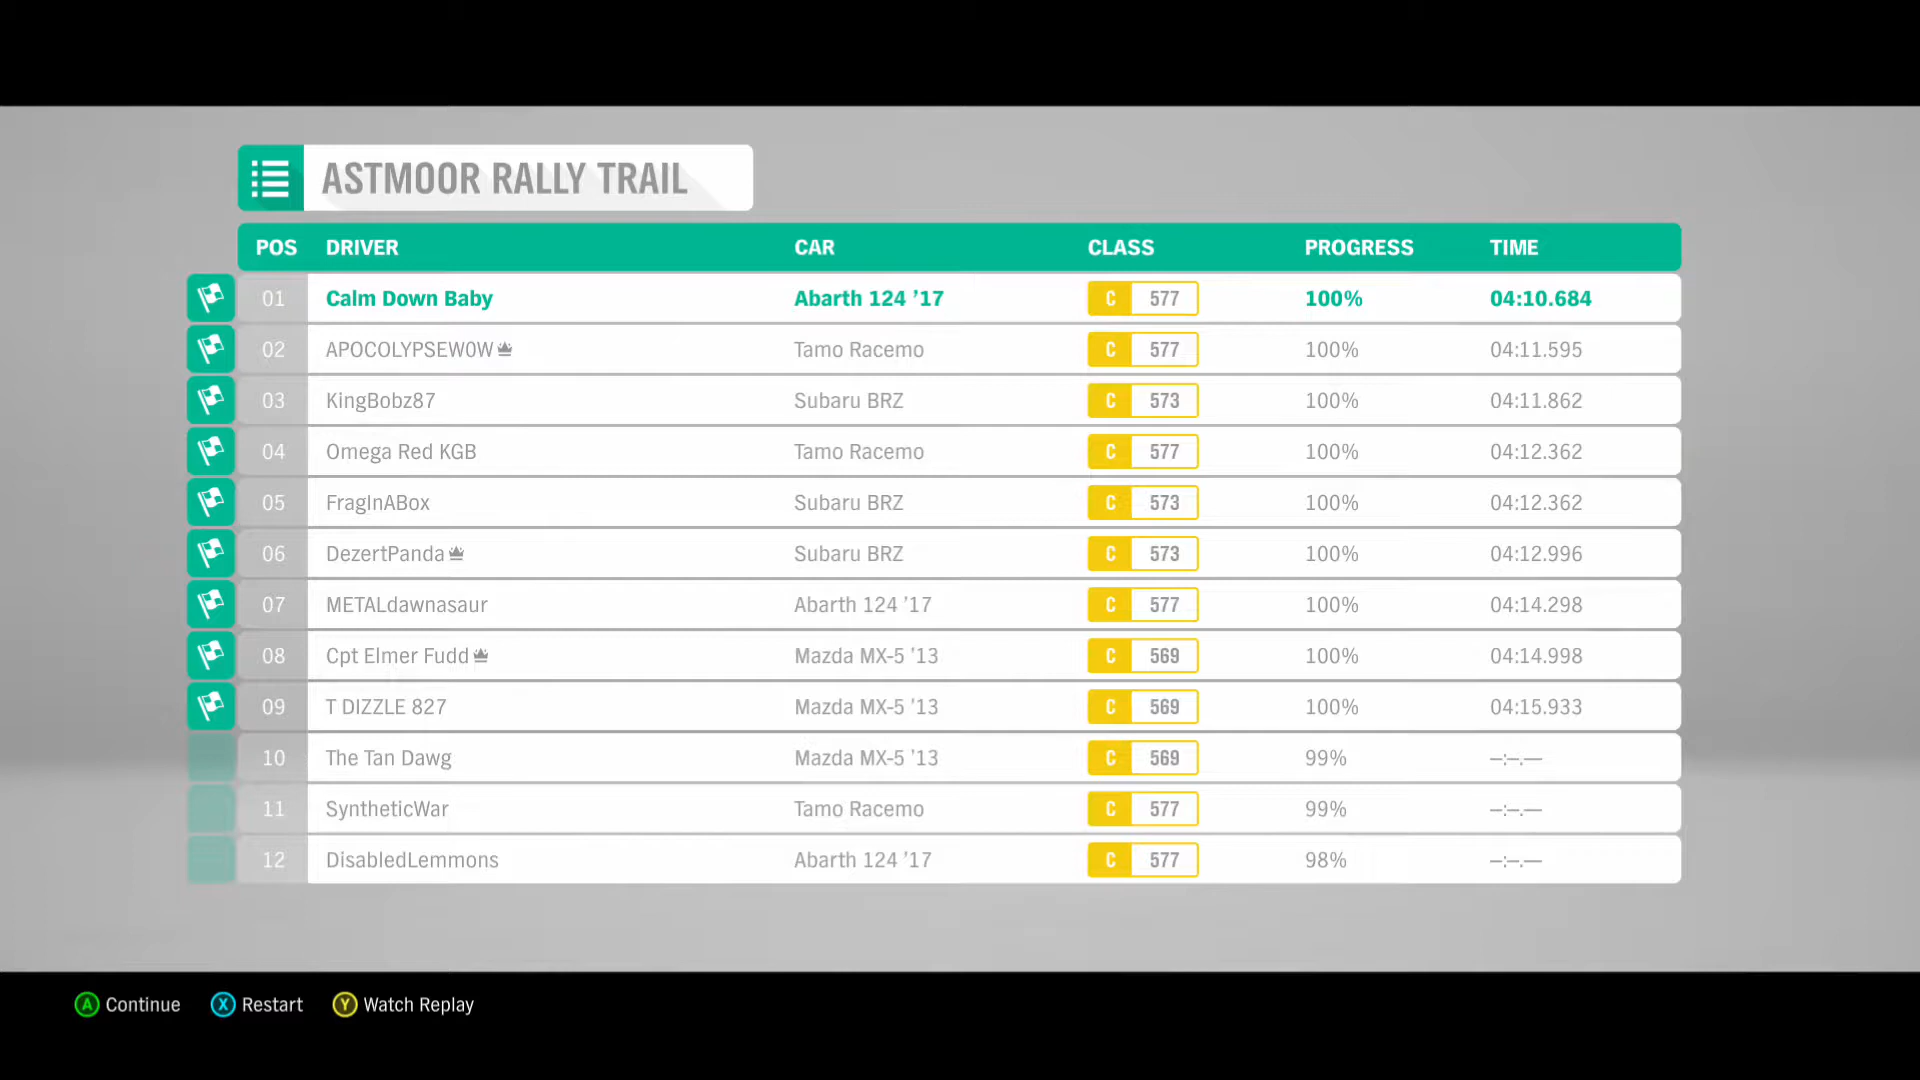 ASTMOOR RALLY TRAIL
POS DRIVER CAR CLASS PROGRESS TIME
01 Calm Down Baby Abarth 124 ’17 C 577 100% 04:10.684
02 APOCOLYPSEW0W Tamo Racemo C 577 100% 04:11.595
03 KingBobz87 Subaru BRZ C 573 100% 04:11.862
04 Omega Red KGB Tamo Racemo C 577 100% 04:12.362
05 FragInABox Subaru BRZ C 573 100% 04:12.362
06 DezertPanda Subaru BRZ C 573 100% 04:12.996
07 METALdawnasaur Abarth 124 ’17 C 577 100% 04:14.298
08 Cpt Elmer Fudd Mazda MX-5 ’13 C 569 100% 04:14.998
09 T DIZZLE 827 Mazda MX-5 ’13 C 569 100% 04:15.933
10 The Tan Dawg Mazda MX-5 ’13 C 569 99% –:–.—
11 SyntheticWar Tamo Racemo C 577 99% –:–.—
12 DisabledLemmons Abarth 124 ’17 C 577 98% –:–.—
A Continue X Restart Y Watch Replay